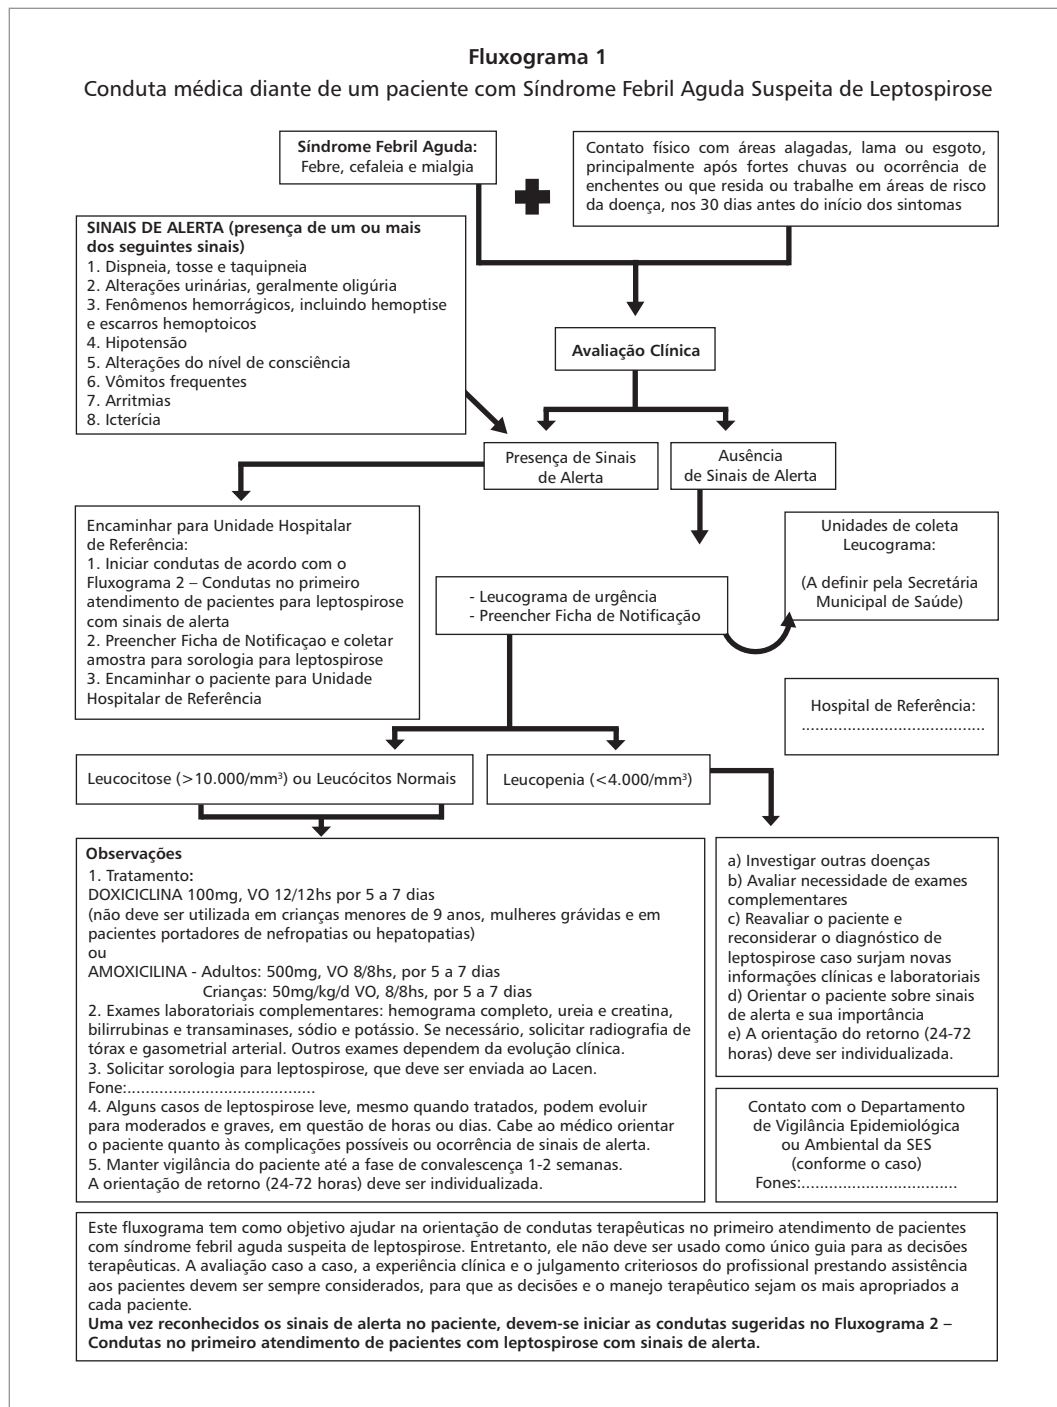 Fluxograma 1
Conduta médica diante de um paciente com Síndrome Febril Aguda Suspeita de Leptospirose
Síndrome Febril Aguda:
Febre, cefaleia e mialgia
Contato físico com áreas alagadas, lama ou esgoto,
principalmente após fortes chuvas ou ocorrência de
enchentes ou que resida ou trabalhe em áreas de risco
da doença, nos 30 dias antes do início dos sintomas
SINAIS DE ALERTA (presença de um ou mais
dos seguintes sinais)
1. Dispneia, tosse e taquipneia
2. Alterações urinárias, geralmente oligúria
3. Fenômenos hemorrágicos, incluindo hemoptise
e escarros hemoptoicos
4. Hipotensão
5. Alterações do nível de consciência
6. Vômitos frequentes
7. Arritmias
8. Icterícia
Avaliação Clínica
Presença de Sinais
de Alerta
Ausência
de Sinais de Alerta
Encaminhar para Unidade Hospitalar
de Referência:
1. Iniciar condutas de acordo com o
Fluxograma 2 – Condutas no primeiro
atendimento de pacientes para leptospirose
com sinais de alerta
2. Preencher Ficha de Notificaçao e coletar
amostra para sorologia para leptospirose
3. Encaminhar o paciente para Unidade
Hospitalar de Referência
- Leucograma de urgência
- Preencher Ficha de Notificação
Unidades de coleta
Leucograma:
(A definir pela Secretária
Municipal de Saúde)
Hospital de Referência:
........................................
Leucocitose (>10.000/mm³) ou Leucócitos Normais
Leucopenia (<4.000/mm³)
Observações
1. Tratamento:
DOXICICLINA 100mg, VO 12/12hs por 5 a 7 dias
(não deve ser utilizada em crianças menores de 9 anos, mulheres grávidas e em
pacientes portadores de nefropatias ou hepatopatias)
ou
AMOXICILINA - Adultos: 500mg, VO 8/8hs, por 5 a 7 dias
Crianças: 50mg/kg/d VO, 8/8hs, por 5 a 7 dias
2. Exames laboratoriais complementares: hemograma completo, ureia e creatina,
bilirrubinas e transaminases, sódio e potássio. Se necessário, solicitar radiografia de
tórax e gasometrial arterial. Outros exames dependem da evolução clínica.
3. Solicitar sorologia para leptospirose, que deve ser enviada ao Lacen.
Fone:.........................................
4. Alguns casos de leptospirose leve, mesmo quando tratados, podem evoluir
para moderados e graves, em questão de horas ou dias. Cabe ao médico orientar
o paciente quanto às complicações possíveis ou ocorrência de sinais de alerta.
5. Manter vigilância do paciente até a fase de convalescença 1-2 semanas.
A orientação de retorno (24-72 horas) deve ser individualizada.
a) Investigar outras doenças
b) Avaliar necessidade de exames
complementares
c) Reavaliar o paciente e
reconsiderar o diagnóstico de
leptospirose caso surjam novas
informações clínicas e laboratoriais
d) Orientar o paciente sobre sinais
de alerta e sua importância
e) A orientação do retorno (24-72
horas) deve ser individualizada.
Contato com o Departamento
de Vigilância Epidemiológica
ou Ambiental da SES
(conforme o caso)
Fones:..................................
Este fluxograma tem como objetivo ajudar na orientação de condutas terapêuticas no primeiro atendimento de pacientes
com síndrome febril aguda suspeita de leptospirose. Entretanto, ele não deve ser usado como único guia para as decisões
terapêuticas. A avaliação caso a caso, a experiência clínica e o julgamento criteriosos do profissional prestando assistência
aos pacientes devem ser sempre considerados, para que as decisões e o manejo terapêutico sejam os mais apropriados a
cada paciente.
Uma vez reconhecidos os sinais de alerta no paciente, devem-se iniciar as condutas sugeridas no Fluxograma 2 –
Condutas no primeiro atendimento de pacientes com leptospirose com sinais de alerta.